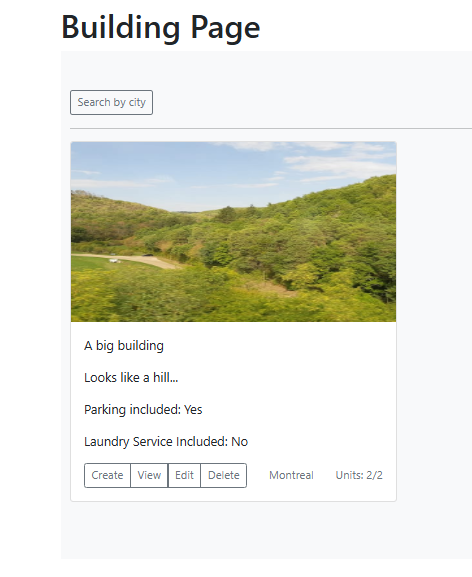 Building Page
Search by city
A big building
Looks like a hill...
Parking included: Yes
Laundry Service Included: No
Create View Edit Delete Montreal Units: 2/2